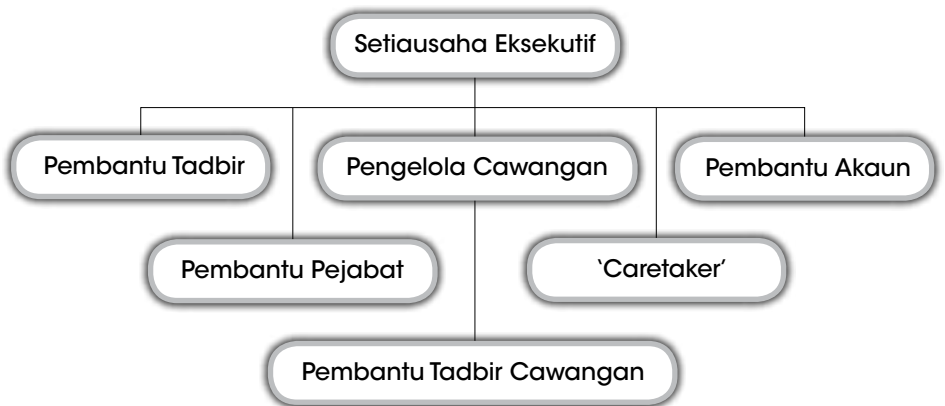 Setiausaha Eksekutif
Pembantu Tadbir
Pengelola Cawangan
Pembantu Akaun
Pembantu Pejabat
‘Caretaker’
Pembantu Tadbir Cawangan